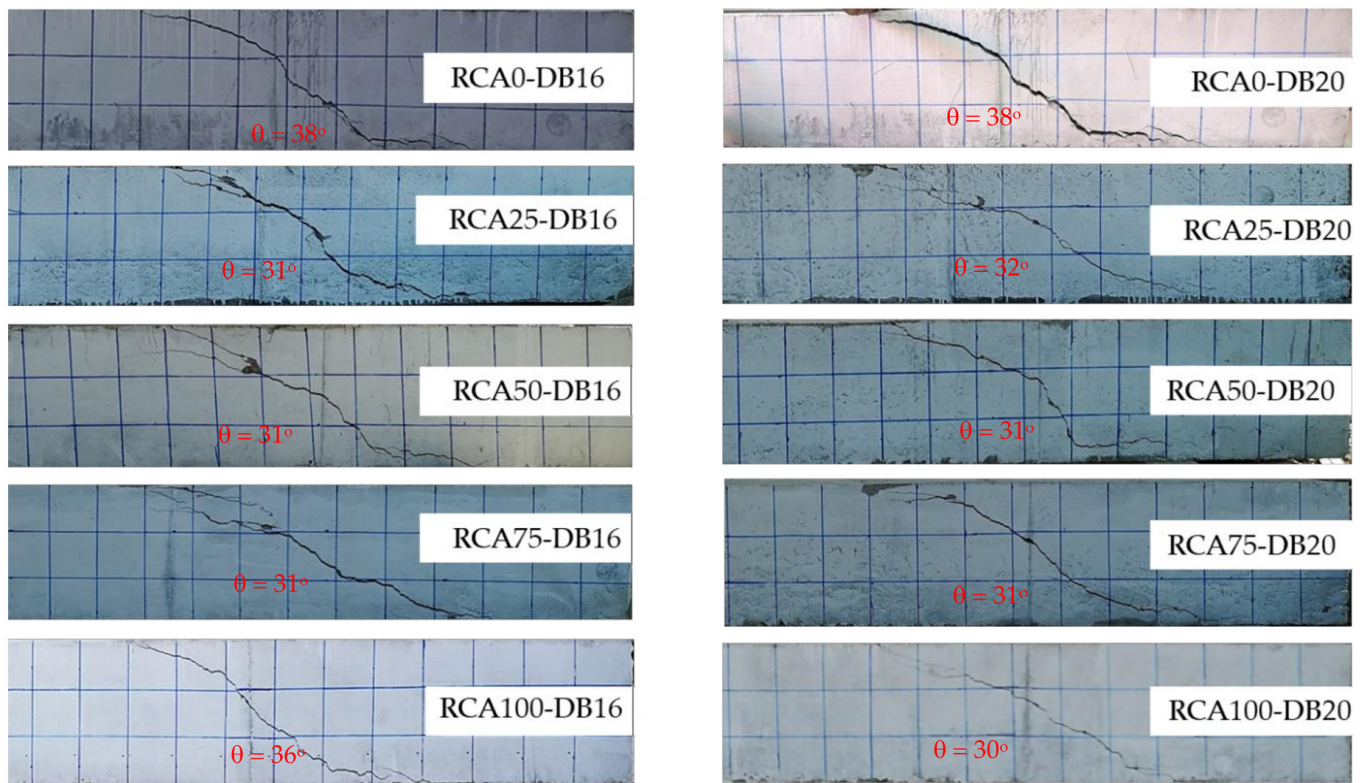 RCA0-DB16
θ = 38°
RCA0-DB20
θ = 38°
RCA25-DB16
θ = 31°
RCA25-DB20
θ = 32°
RCA50-DB16
θ = 31°
RCA50-DB20
θ = 31°
RCA75-DB16
θ = 31°
RCA75-DB20
θ = 31°
RCA100-DB16
θ = 36°
RCA100-DB20
θ = 30°